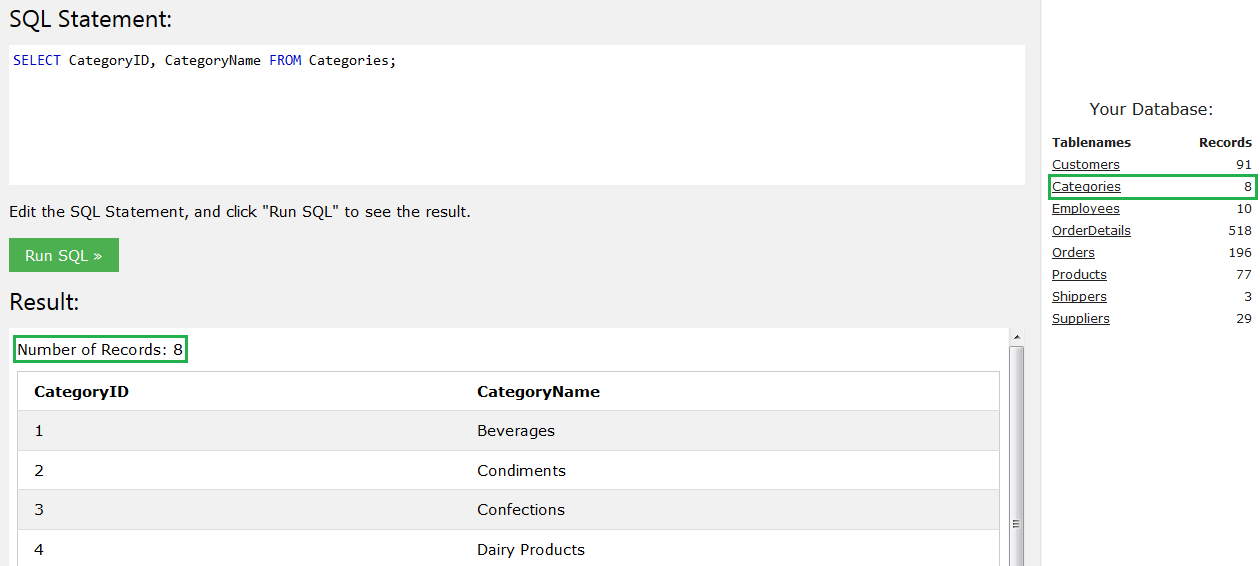 SQL Statement:
SELECT CategoryID, CategoryName FROM Categories;
Edit the SQL Statement, and click "Run SQL" to see the result.
Run SQL »
Result:
Number of Records: 8
CategoryID CategoryName
1 Beverages
2 Condiments
3 Confections
4 Dairy Products
Your Database:
Tablenames Records
Customers 91
Categories 8
Employees 10
OrderDetails 518
Orders 196
Products 77
Shippers 3
Suppliers 29